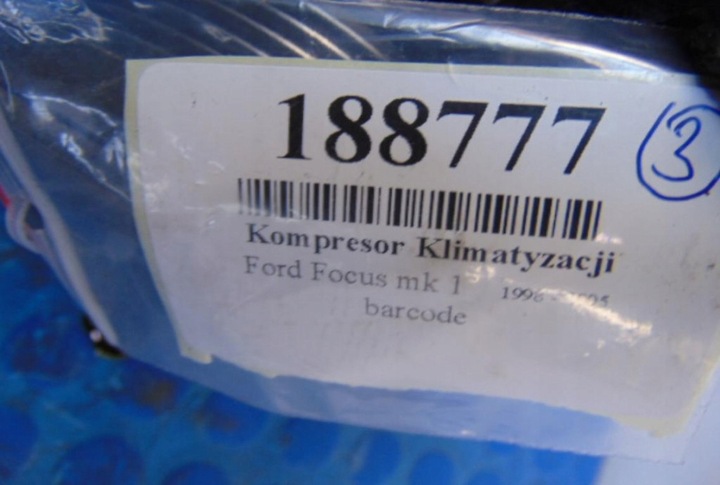 188777 3
Kompresor Klimatyzacji
Ford Focus mk 1
barcode